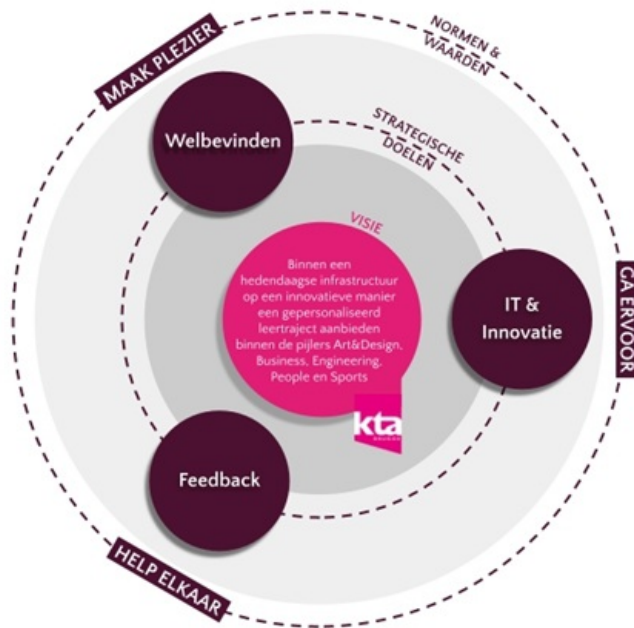 NORMEN &
WAARDEN
MAAK PLEZIER
STRATEGISCHE
DOELEN
Welbevinden
VISIE
Binnen een
hedendaagse infrastructuur
op een innovatieve manier
een gepersonaliseerd
leertraject aanbieden
binnen de pijlers Art&Design,
Business, Engineering,
People en Sports
IT &
Innovatie
GA ERVOOR
kta
Feedback
HELP ELKAAR